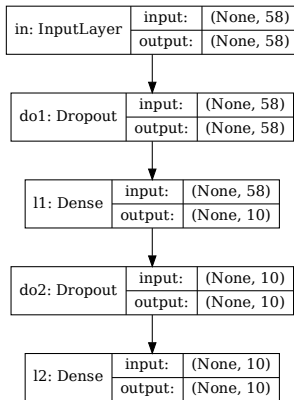 in: InputLayer
input: (None, 58)
output: (None, 58)
do1: Dropout
input: (None, 58)
output: (None, 58)
l1: Dense
input: (None, 58)
output: (None, 10)
do2: Dropout
input: (None, 10)
output: (None, 10)
l2: Dense
input: (None, 10)
output: (None, 10)